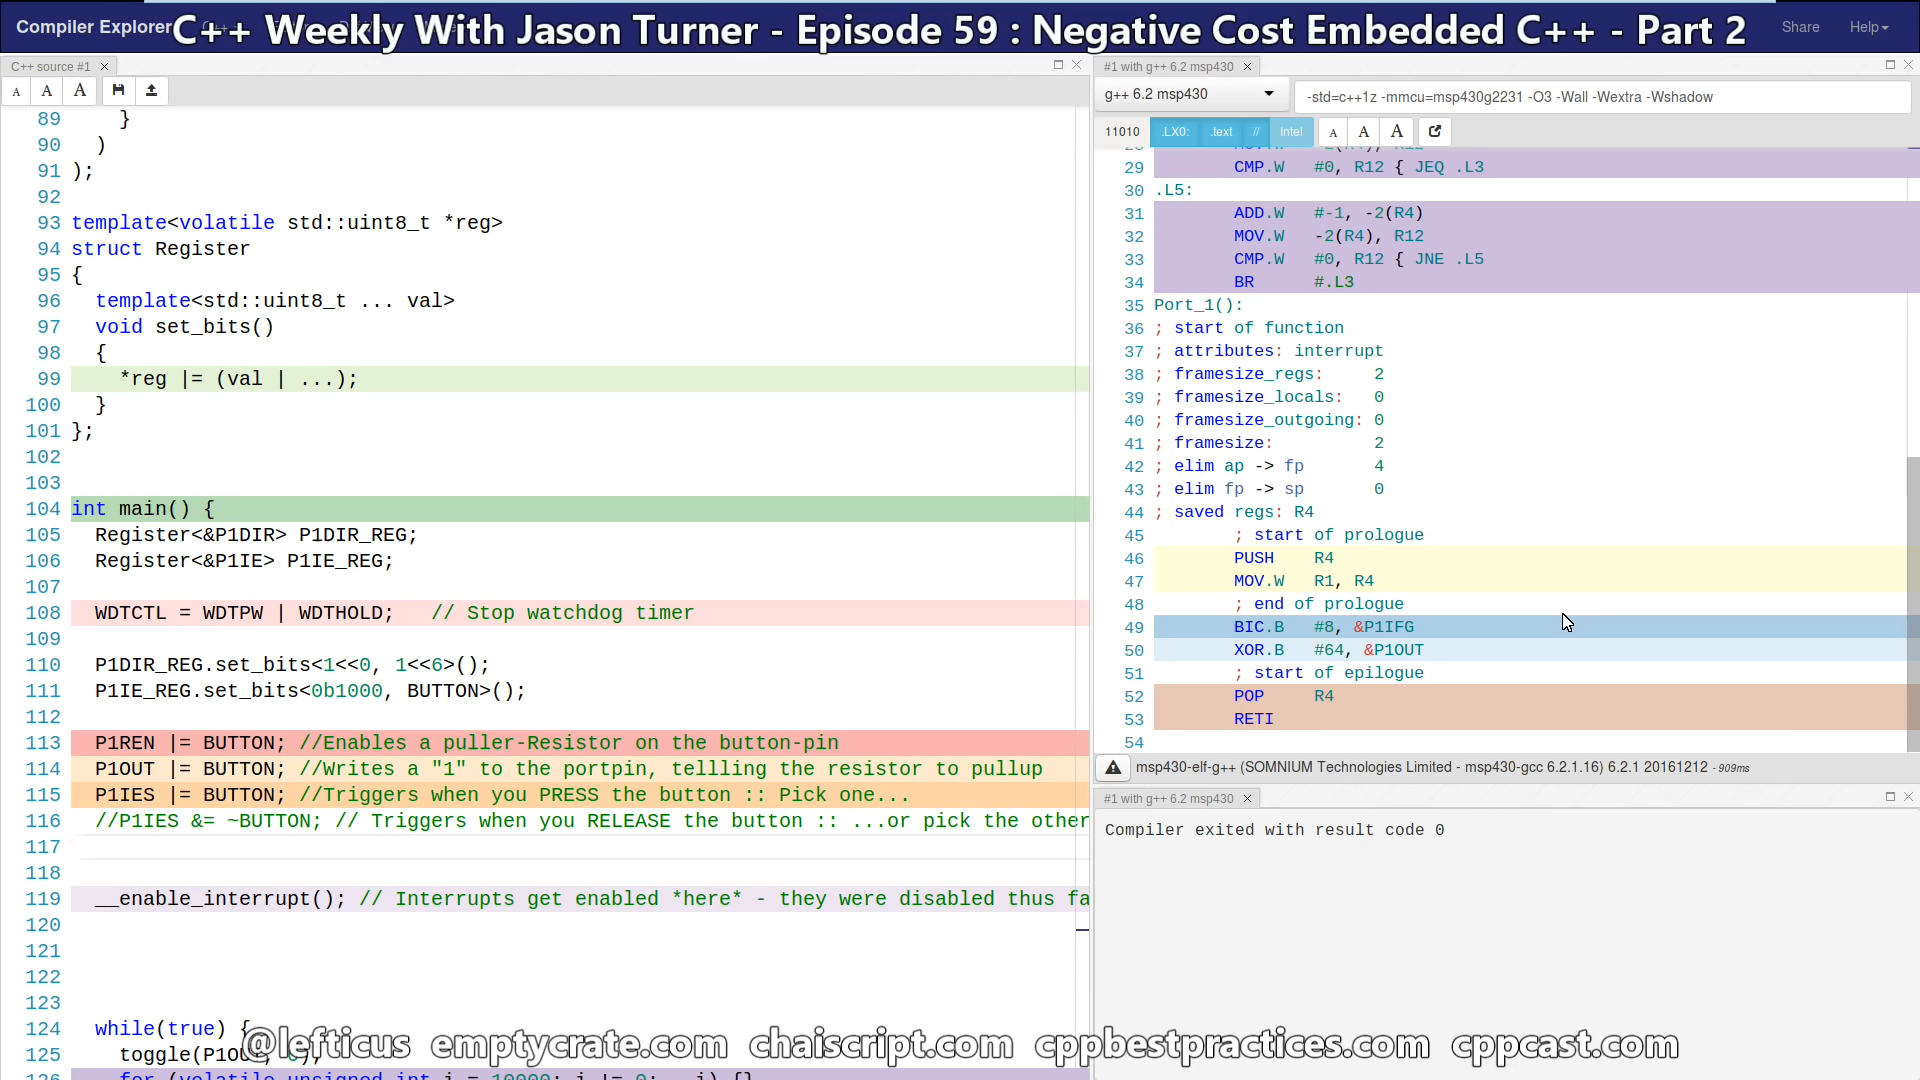 Compiler Explorer
C++ Weekly With Jason Turner - Episode 59 : Negative Cost Embedded C++ - Part 2
Share
Help
C++ source #1
A A A
89 }
90 )
91 );
92
93 template<volatile std::uint8_t *reg>
94 struct Register
95 {
96 template<std::uint8_t ... val>
97 void set_bits()
98 {
99 *reg |= (val | ...);
100 }
101 };
102
103
104 int main() {
105 Register<&P1DIR> P1DIR_REG;
106 Register<&P1IE> P1IE_REG;
107
108 WDTCTL = WDTPW | WDTHOLD; // Stop watchdog timer
109
110 P1DIR_REG.set_bits<1<<0, 1<<6>();
111 P1IE_REG.set_bits<0b1000, BUTTON>();
112
113 P1REN |= BUTTON; //Enables a puller-Resistor on the button-pin
114 P1OUT |= BUTTON; //Writes a "1" to the portpin, tellling the resistor to pullup
115 P1IES |= BUTTON; //Triggers when you PRESS the button :: Pick one...
116 //P1IES &= ~BUTTON; // Triggers when you RELEASE the button :: ...or pick the other
117
118
119 __enable_interrupt(); // Interrupts get enabled *here* - they were disabled thus fa
120
121
122
123
124 while(true) {
125 toggle(P1OU
#1 with g++ 6.2 msp430
g++ 6.2 msp430
-std=c++1z -mmcu=msp430g2231 -O3 -Wall -Wextra -Wshadow
11010 .LX0: .text // Intel A A A
29 CMP.W #0, R12 { JEQ .L3
30 .L5:
31 ADD.W #-1, -2(R4)
32 MOV.W -2(R4), R12
33 CMP.W #0, R12 { JNE .L5
34 BR #.L3
35 Port_1():
36 ; start of function
37 ; attributes: interrupt
38 ; framesize_regs: 2
39 ; framesize_locals: 0
40 ; framesize_outgoing: 0
41 ; framesize: 2
42 ; elim ap -> fp 4
43 ; elim fp -> sp 0
44 ; saved regs: R4
45 ; start of prologue
46 PUSH R4
47 MOV.W R1, R4
48 ; end of prologue
49 BIC.B #8, &P1IFG
50 XOR.B #64, &P1OUT
51 ; start of epilogue
52 POP R4
53 RETI
54
msp430-elf-g++ (SOMNIUM Technologies Limited - msp430-gcc 6.2.1.16) 6.2.1 20161212 - 909ms
#1 with g++ 6.2 msp430
Compiler exited with result code 0
@lefticus emptycrate.com chaiscript.com cppbestpractices.com cppcast.com